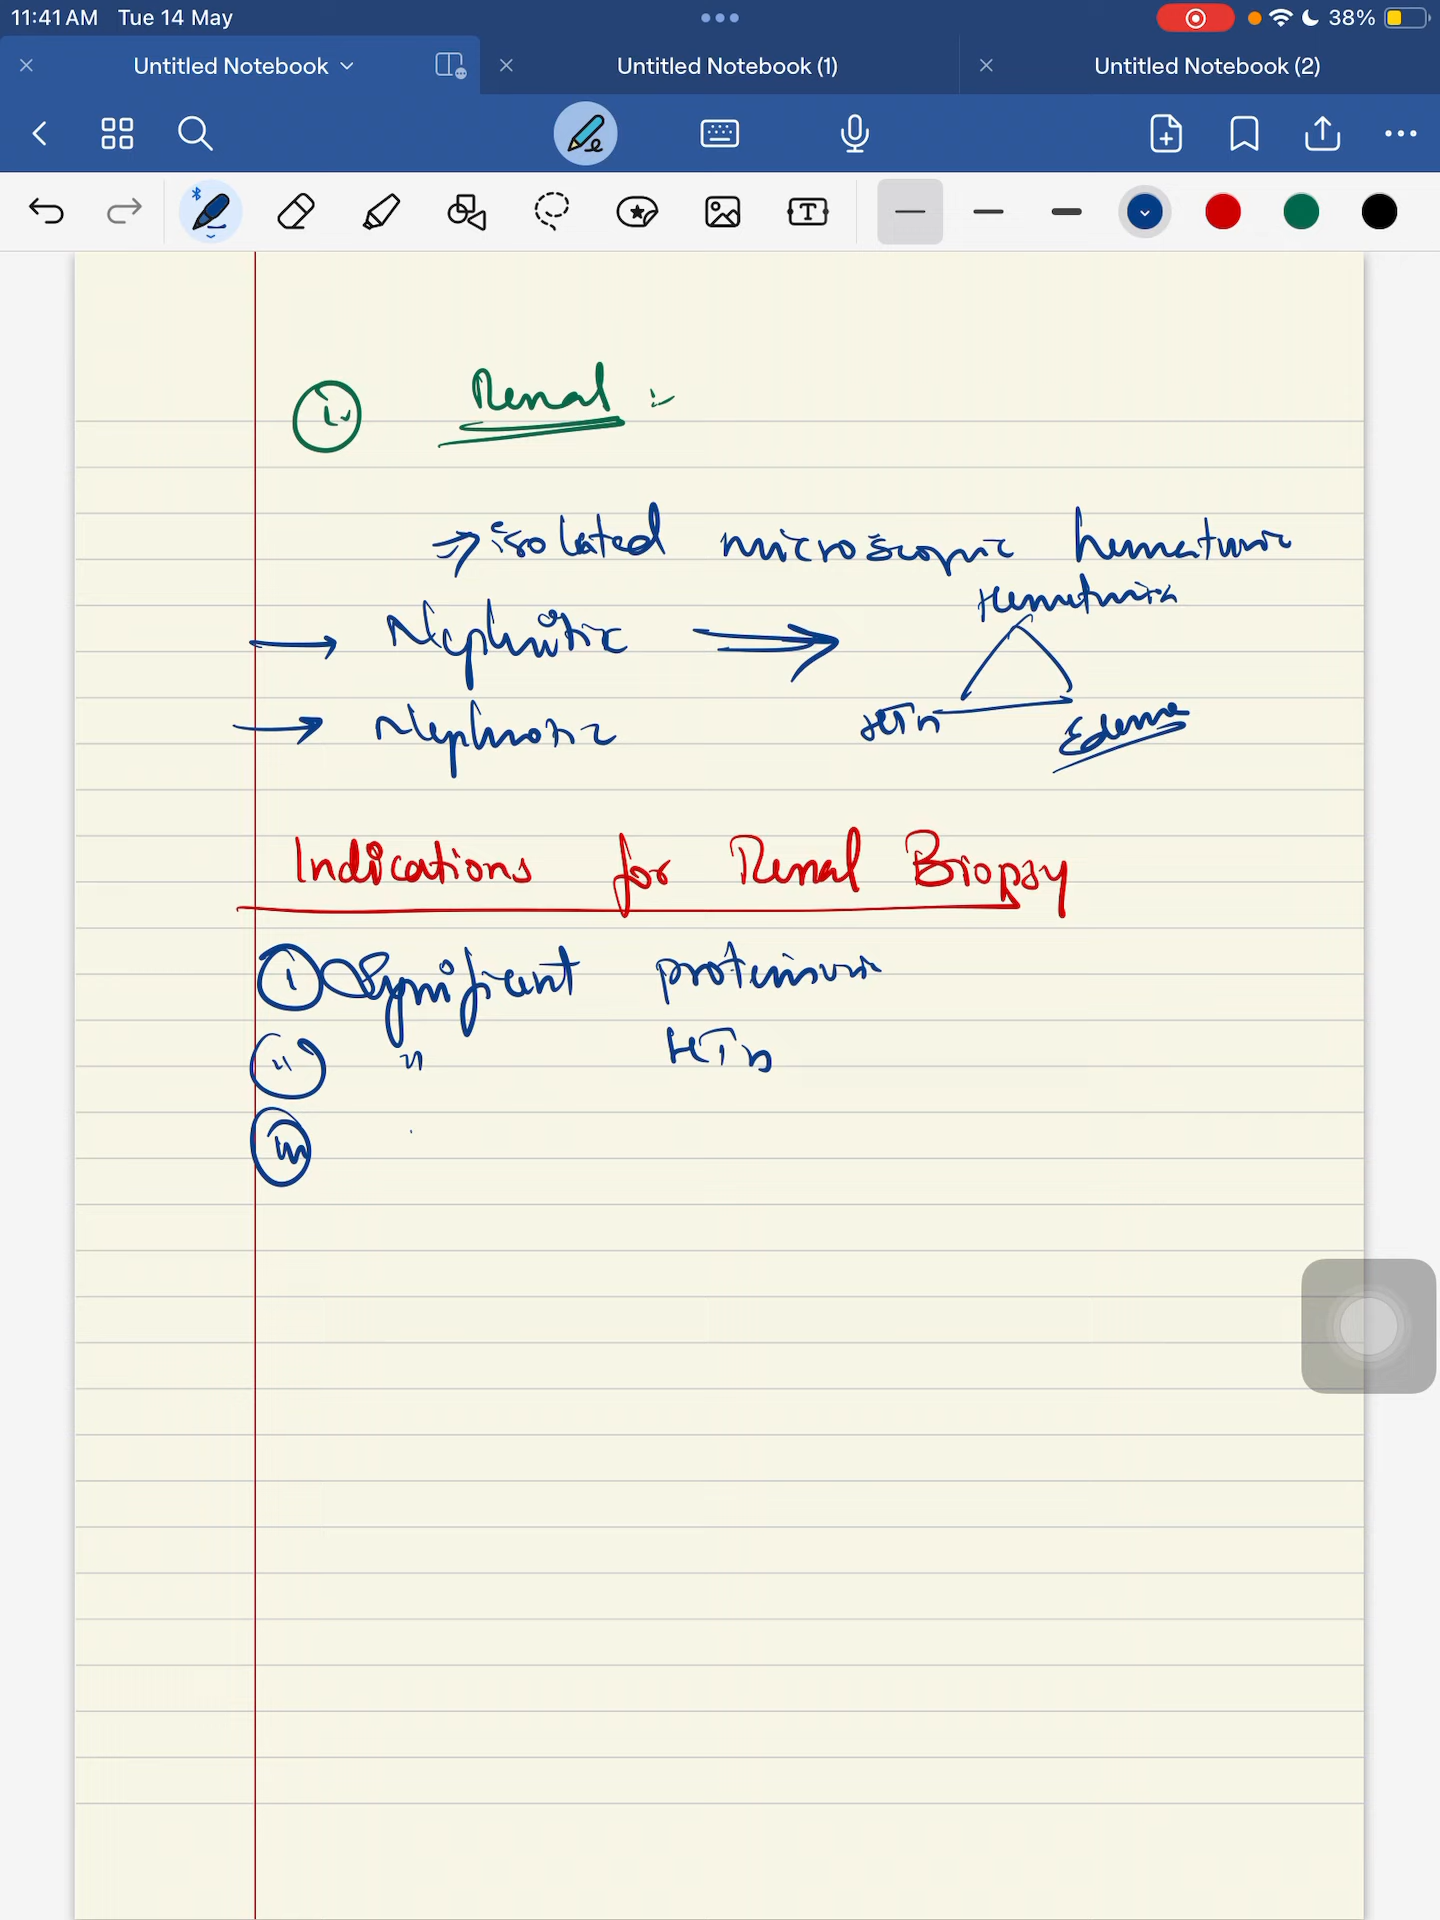 11:41 AM Tue 14 May 38%
Untitled Notebook Untitled Notebook (1) Untitled Notebook (2)
Renal :-
⇒ isolated microscopic hematuria
Hematuria
→ Nephritic ⇒
HTn Edema
→ Nephrotic
Indications for Renal Biopsy
(i) Significant proteinuria
(ii) " HTn
(iii)